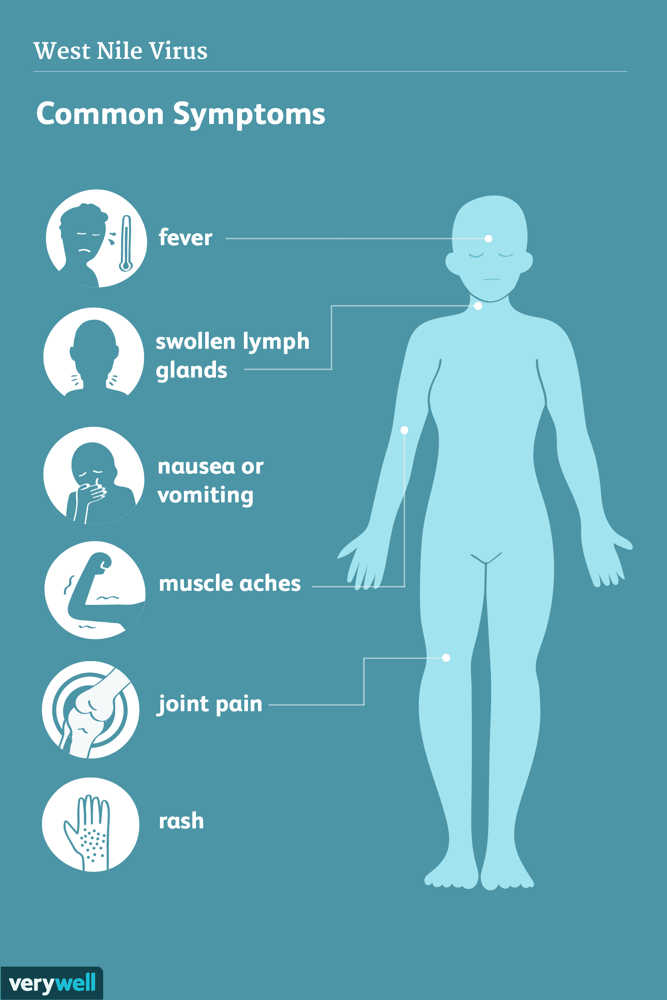 West Nile Virus
Common Symptoms
fever
swollen lymph
glands
nausea or
vomiting
muscle aches
joint pain
rash
verywell